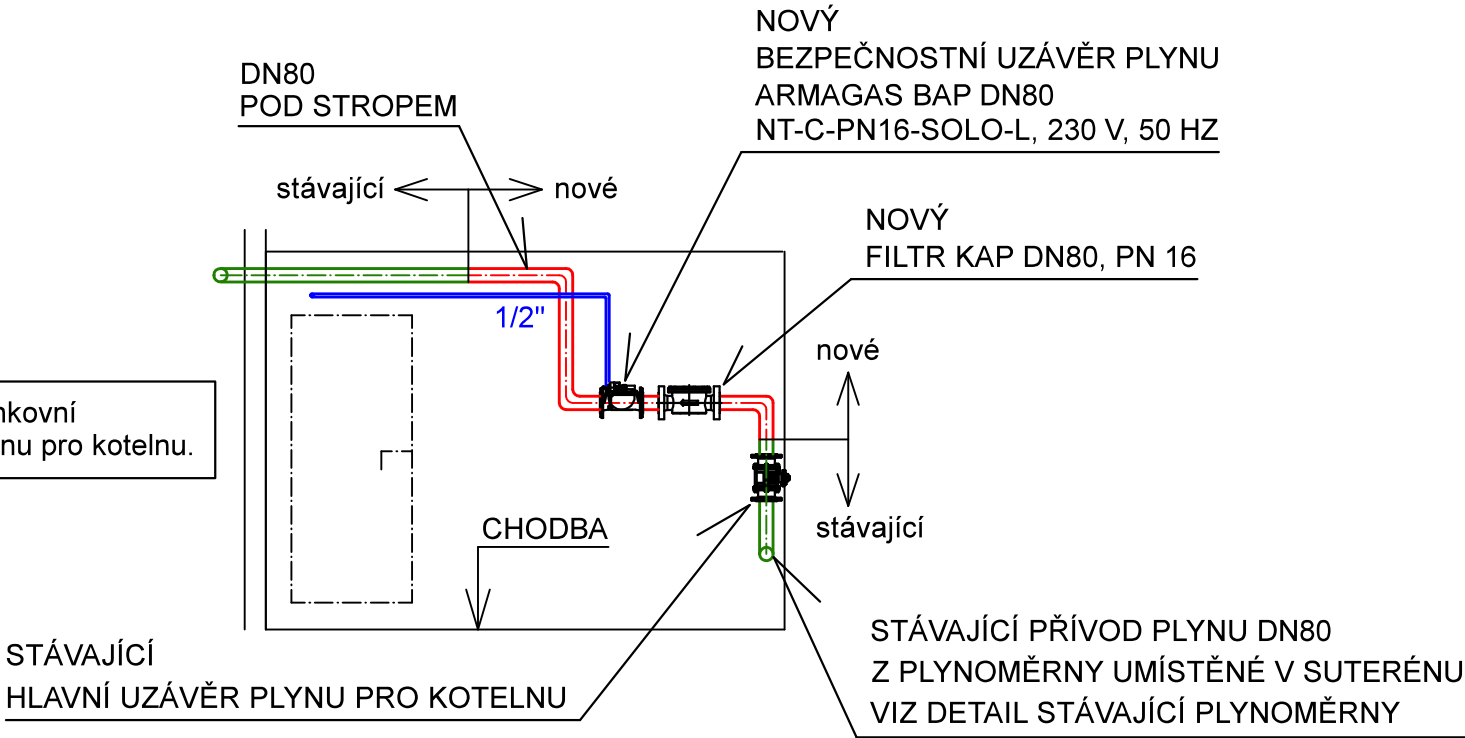 NOVÝ
BEZPEČNOSTNÍ UZÁVĚR PLYNU
ARMAGAS BAP DN80
NT-C-PN16-SOLO-L, 230 V, 50 HZ
DN80
POD STROPEM
stávající
nové
NOVÝ
FILTR KAP DN80, PN 16
1/2"
nové
nkovní
nu pro kotelnu.
CHODBA
stávající
STÁVAJÍCÍ
HLAVNÍ UZÁVĚR PLYNU PRO KOTELNU
STÁVAJÍCÍ PŘÍVOD PLYNU DN80
Z PLYNOMĚRNY UMÍSTĚNÉ V SUTERÉNU
VIZ DETAIL STÁVAJÍCÍ PLYNOMĚRNY